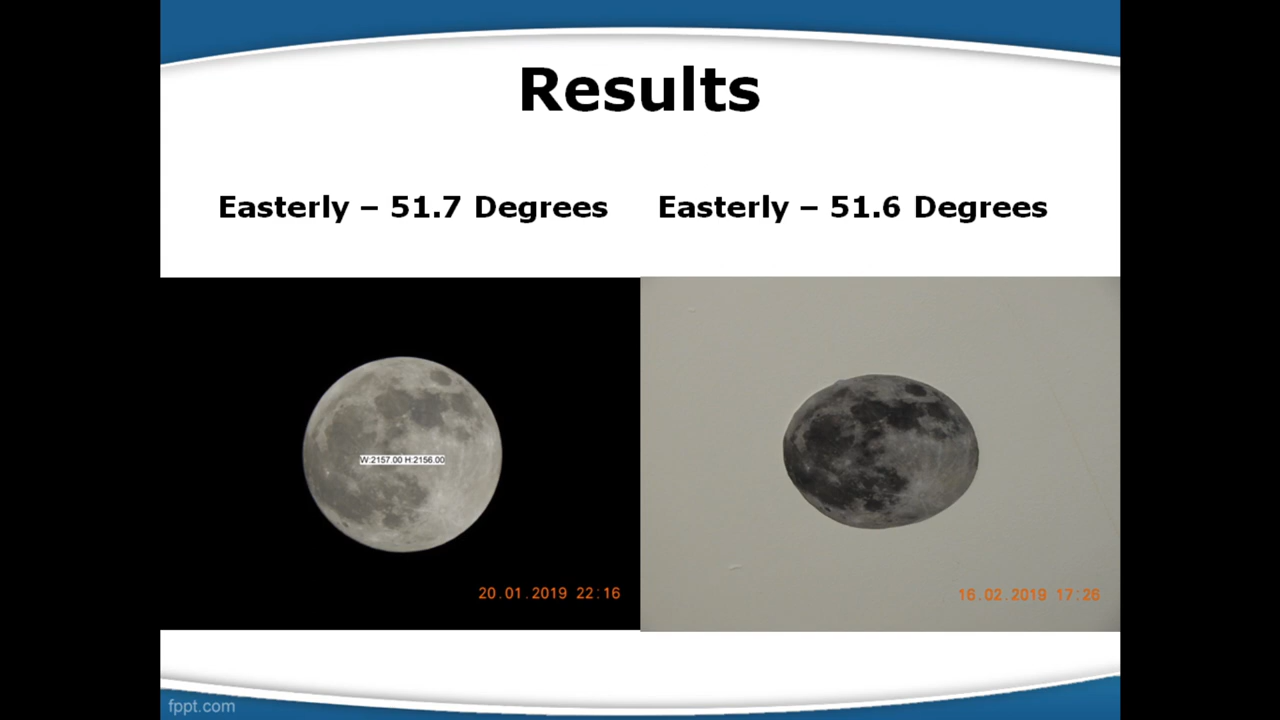 Results
Easterly – 51.7 Degrees
Easterly – 51.6 Degrees
W:2157.00 H:2156.00
20.01.2019 22:16
16.02.2019 17:26
fppt.com